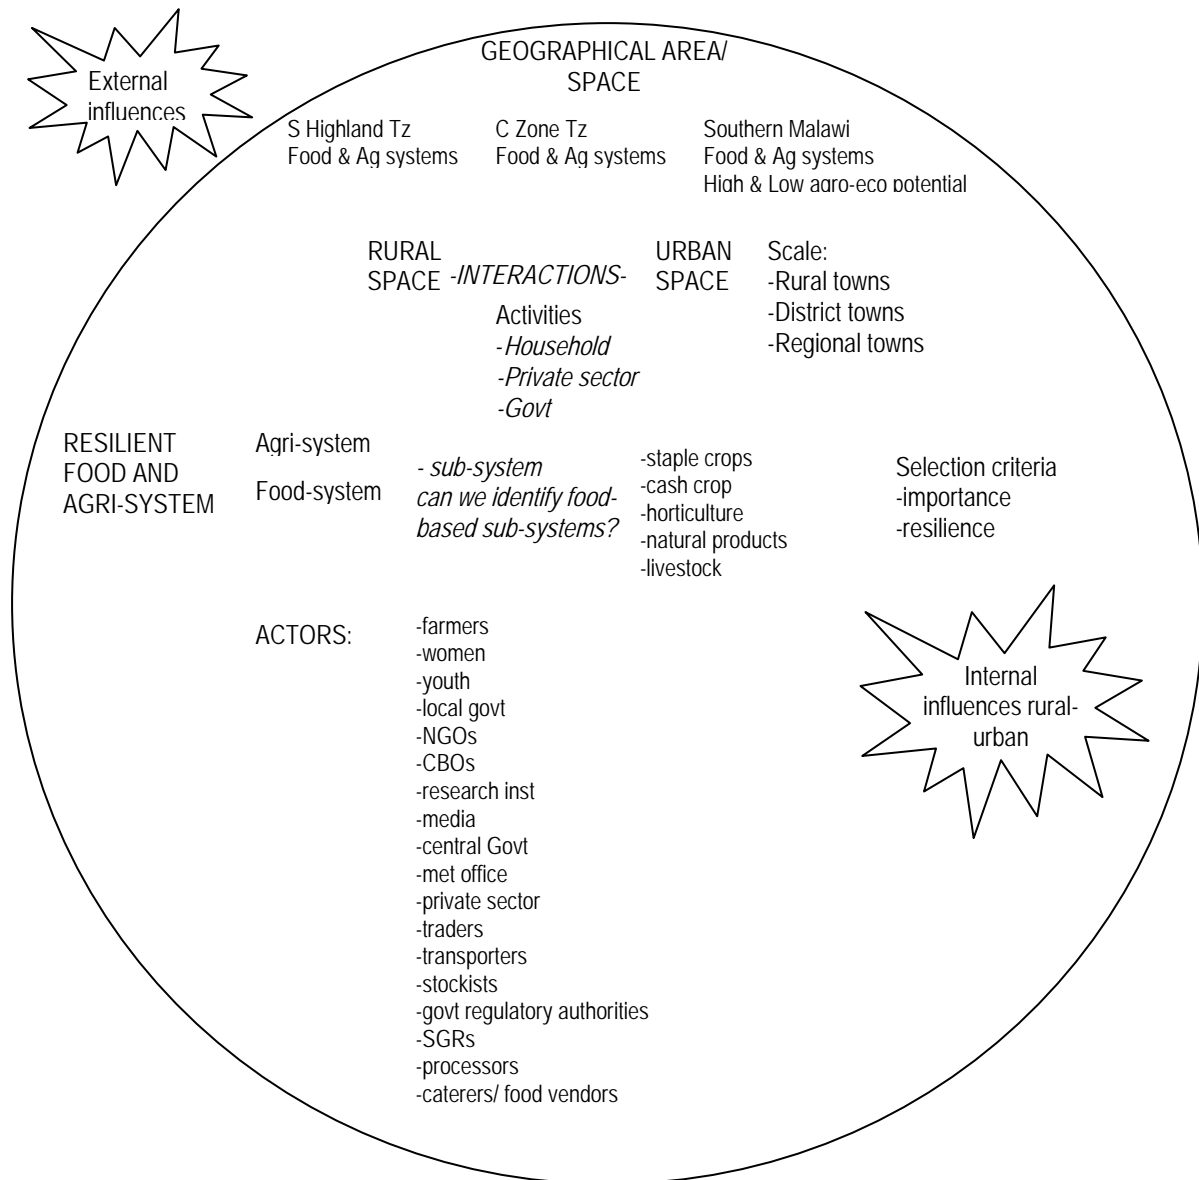 External
influences
GEOGRAPHICAL AREA/
SPACE
S Highland Tz
Food & Ag systems
C Zone Tz
Food & Ag systems
Southern Malawi
Food & Ag systems
High & Low agro-eco potential
RURAL
SPACE
-INTERACTIONS-
URBAN
SPACE
Scale:
-Rural towns
-District towns
-Regional towns
Activities
-Household
-Private sector
-Govt
RESILIENT
FOOD AND
AGRI-SYSTEM
Agri-system
Food-system
- sub-system
can we identify food-
based sub-systems?
-staple crops
-cash crop
-horticulture
-natural products
-livestock
Selection criteria
-importance
-resilience
ACTORS:
-farmers
-women
-youth
-local govt
-NGOs
-CBOs
-research inst
-media
-central Govt
-met office
-private sector
-traders
-transporters
-stockists
-govt regulatory authorities
-SGRs
-processors
-caterers/ food vendors
Internal
influences rural-
urban